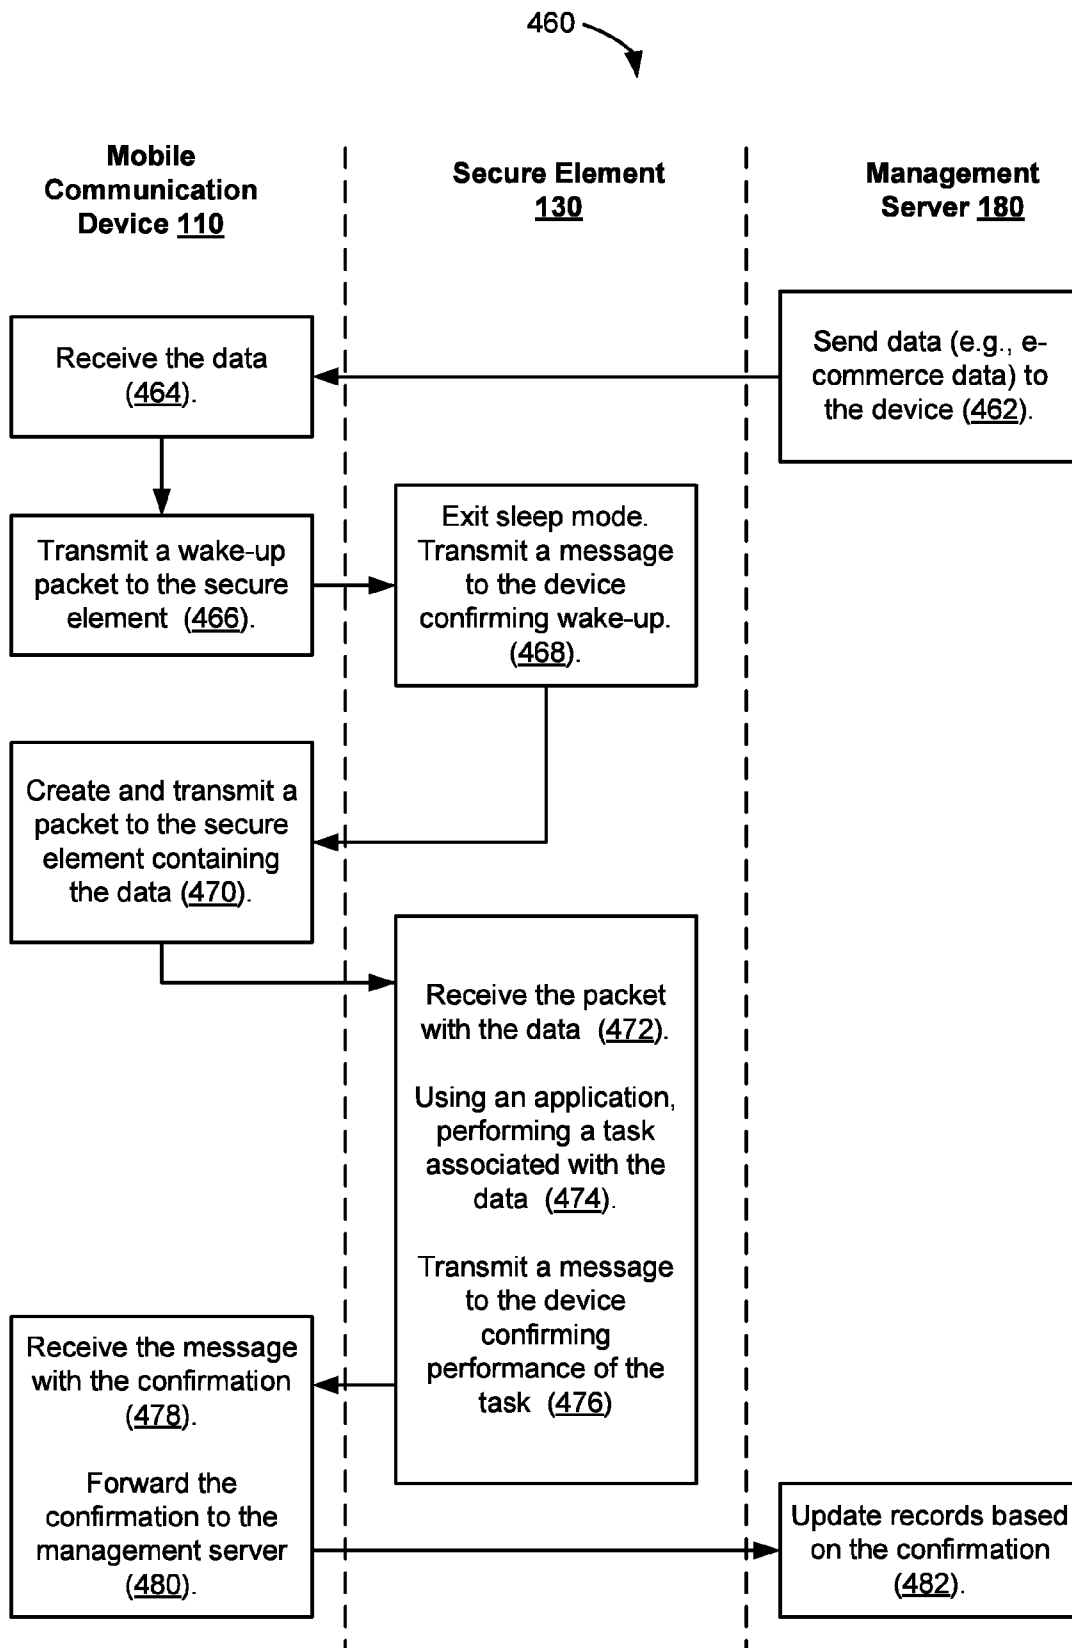 460
Mobile
Communication
Device 110
Secure Element
130
Management
Server 180
Send data (e.g., e-
commerce data) to
the device (462).
Receive the data
(464).
Transmit a wake-up
packet to the secure
element (466).
Exit sleep mode.
Transmit a message
to the device
confirming wake-up.
(468).
Create and transmit a
packet to the secure
element containing
the data (470).
Receive the packet
with the data (472).
Using an application,
performing a task
associated with the
data (474).
Transmit a message
to the device
confirming
performance of the
task (476)
Receive the message
with the confirmation
(478).
Forward the
confirmation to the
management server
(480).
Update records based
on the confirmation
(482).